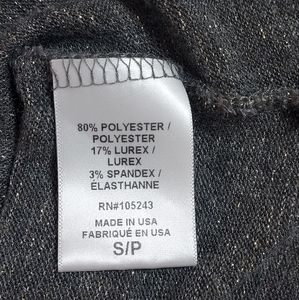 80% POLYESTER /
POLYESTER
17% LUREX /
LUREX
3% SPANDEX /
ÉLASTHANNE
RN#105243
MADE IN USA
FABRIQUÉ EN USA
S/P